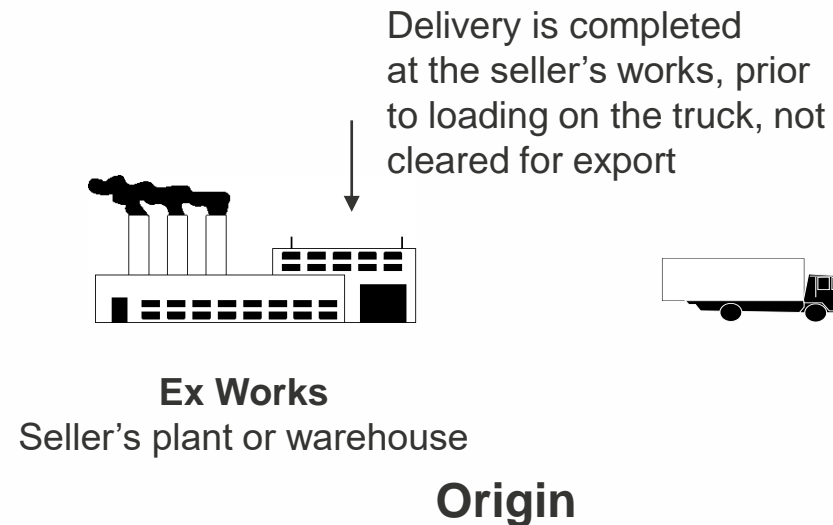 Delivery is completed
at the seller's works, prior
to loading on the truck, not
cleared for export
Ex Works
Seller's plant or warehouse
Origin